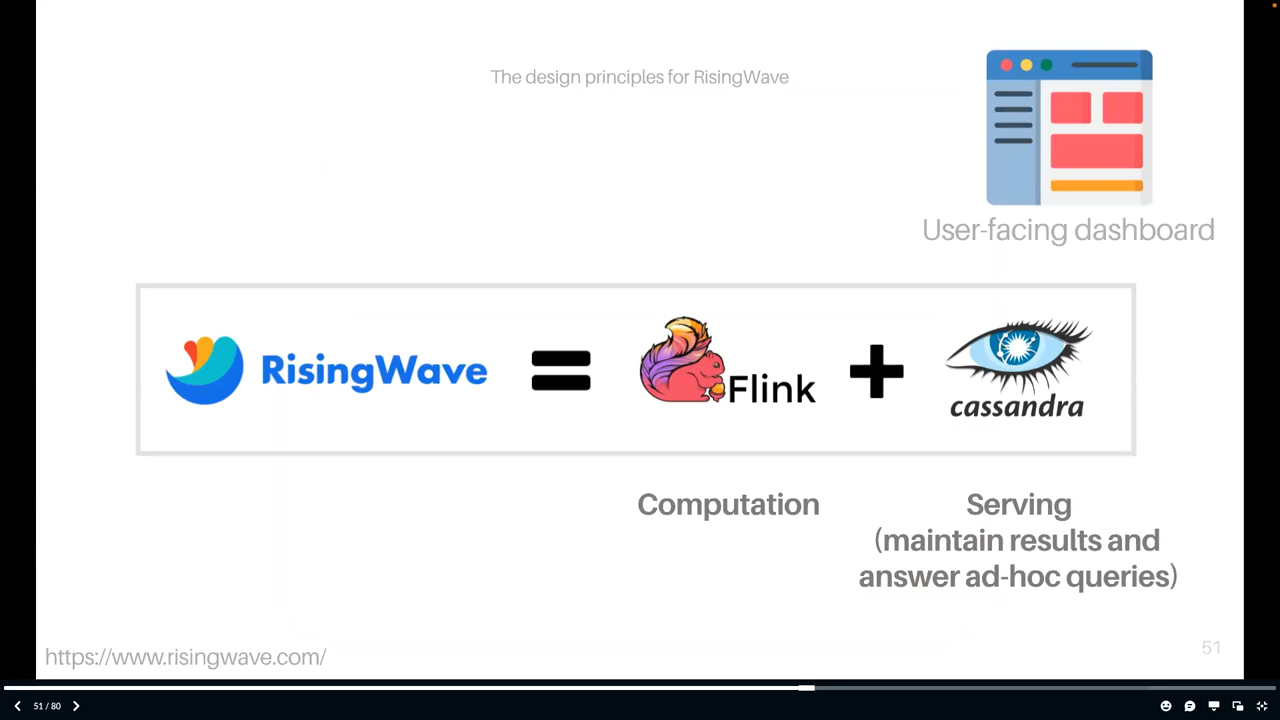 The design principles for RisingWave
User-facing dashboard
RisingWave
Flink
cassandra
Computation
Serving
(maintain results and
answer ad-hoc queries)
https://www.risingwave.com/
51
51 / 80